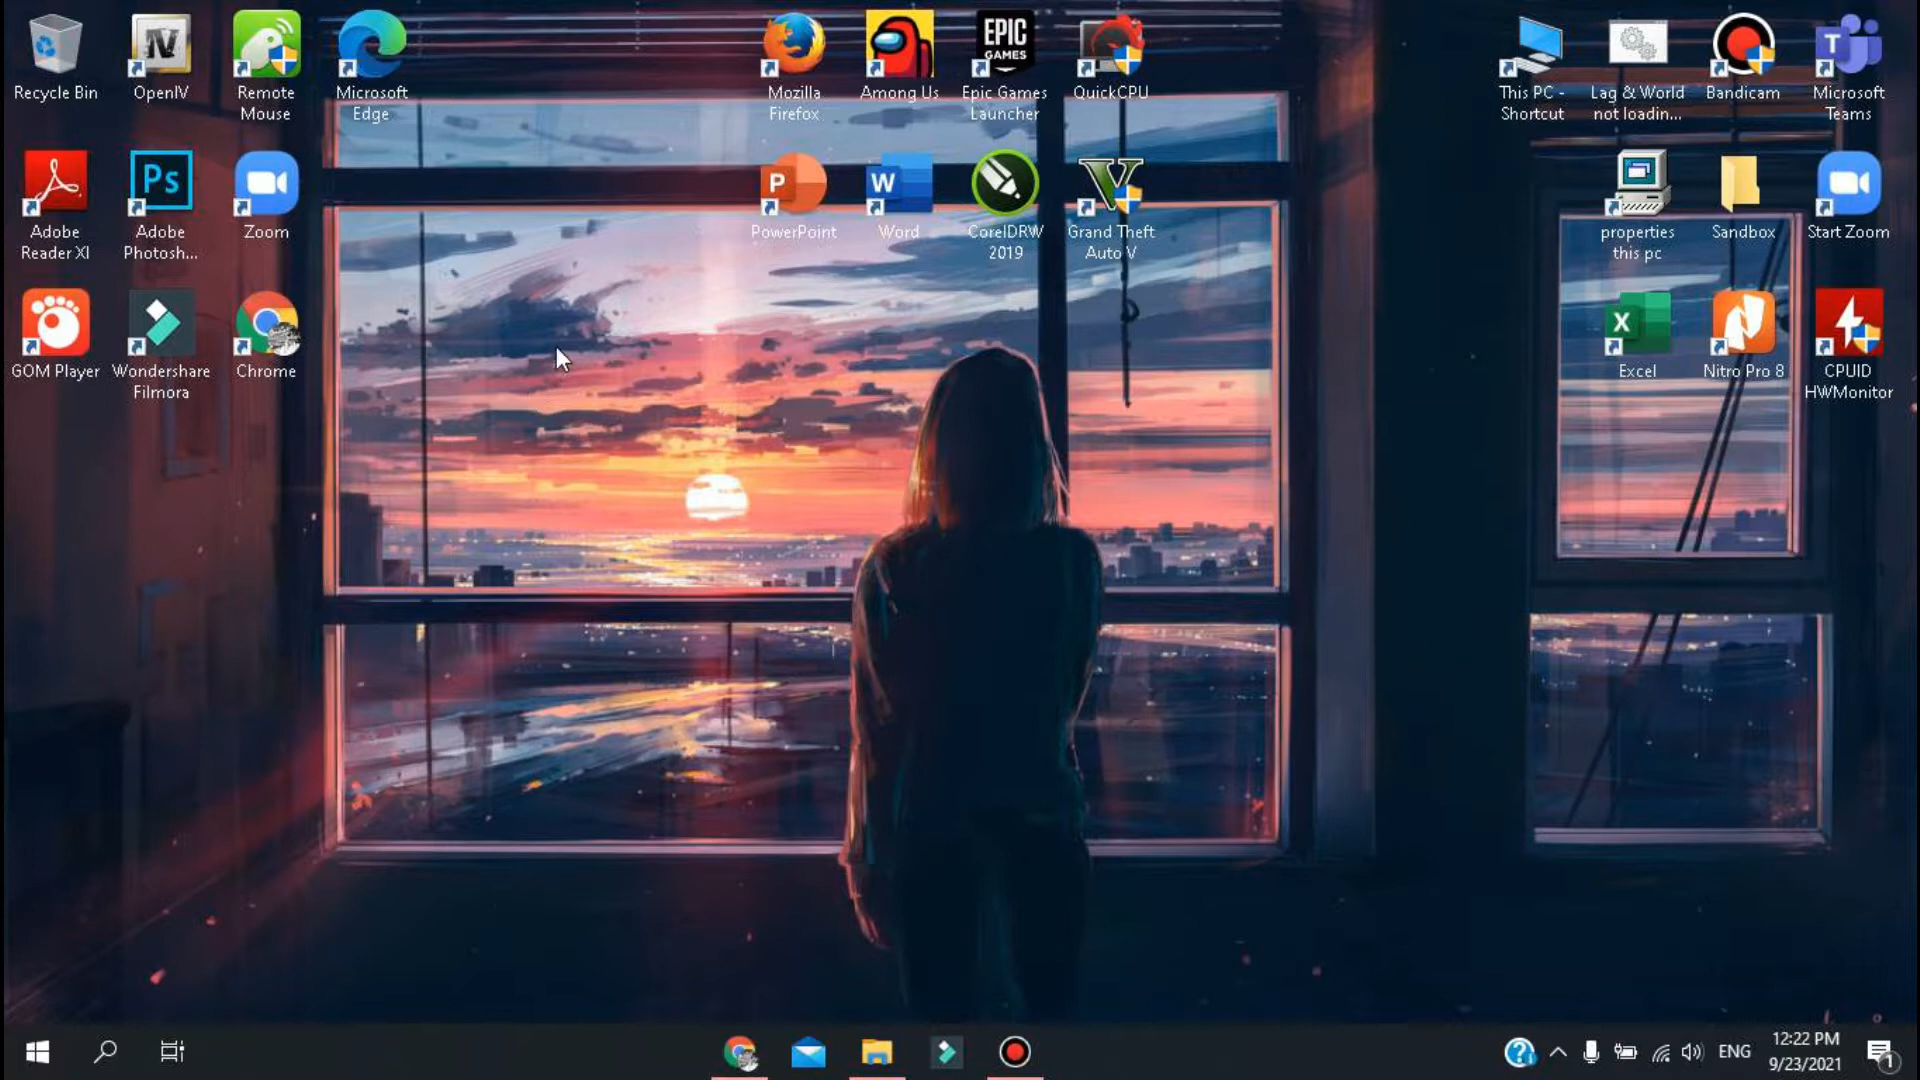 Recycle Bin
OpenIV
Remote
Mouse
Microsoft
Edge
Mozilla
Firefox
Among Us
EPIC
GAMES
Epic Games
Launcher
QuickCPU
This PC -
Shortcut
Lag & World
not loadin...
Bandicam
T
Microsoft
Teams
Adobe
Reader XI
Ps
Adobe
Photosh...
Zoom
P
PowerPoint
W
Word
CorelDRW
2019
V
Grand Theft
Auto V
properties
this pc
Sandbox
Start Zoom
GOM Player
Wondershare
Filmora
Chrome
X
Excel
Nitro Pro 8
CPUID
HWMonitor
ENG
12:22 PM
9/23/2021
1